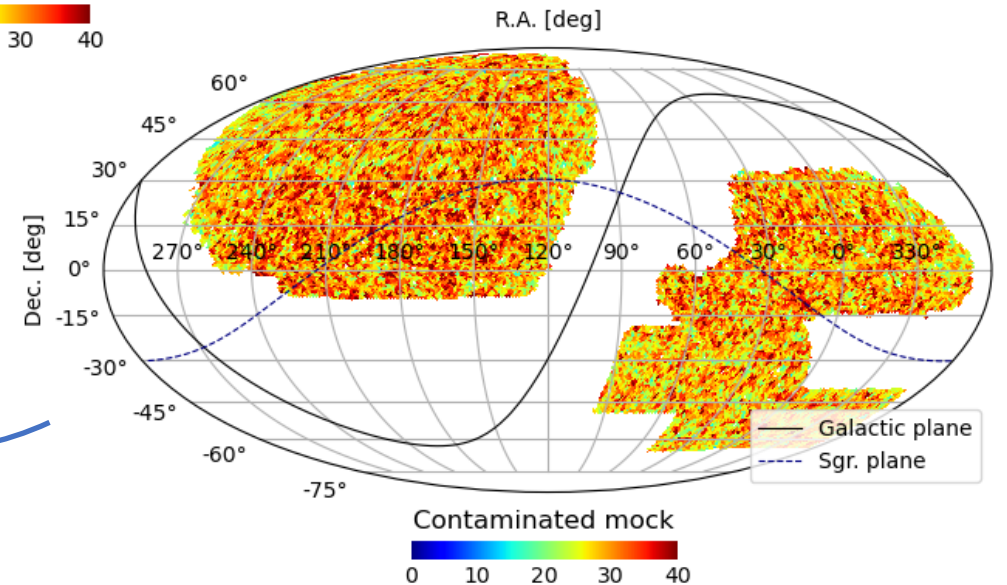 30 40
R.A. [deg]
60°
45°
30°
15°
0°
-15°
-30°
-45°
-60°
-75°
Dec. [deg]
270° 240° 210° 180° 150° 120° 90° 60° 30° 0° 330°
Galactic plane
Sgr. plane
Contaminated mock
0 10 20 30 40